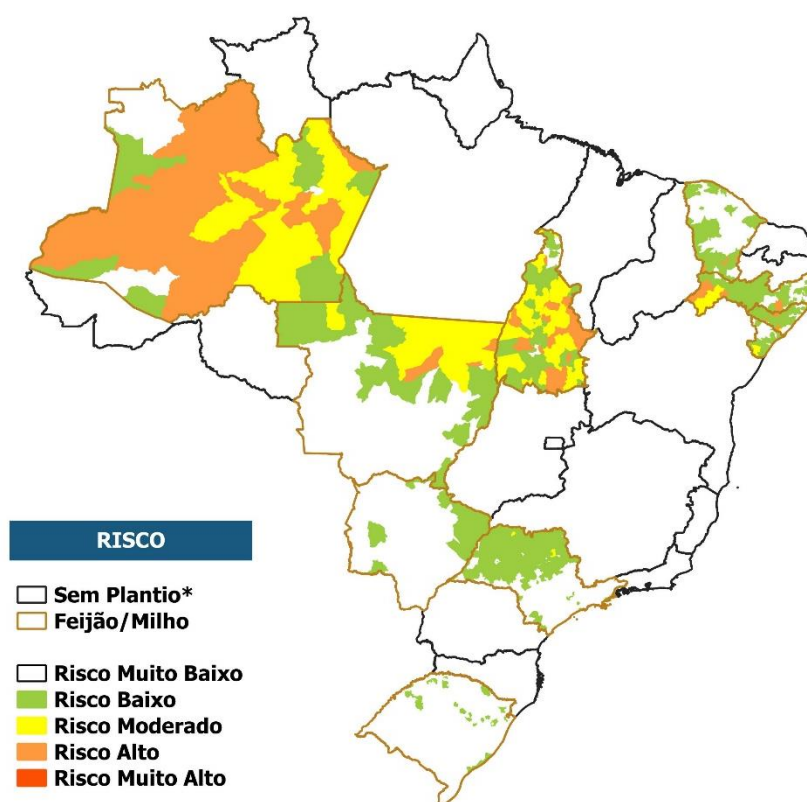 RISCO
Sem Plantio*
Feijão/Milho
Risco Muito Baixo
Risco Baixo
Risco Moderado
Risco Alto
Risco Muito Alto